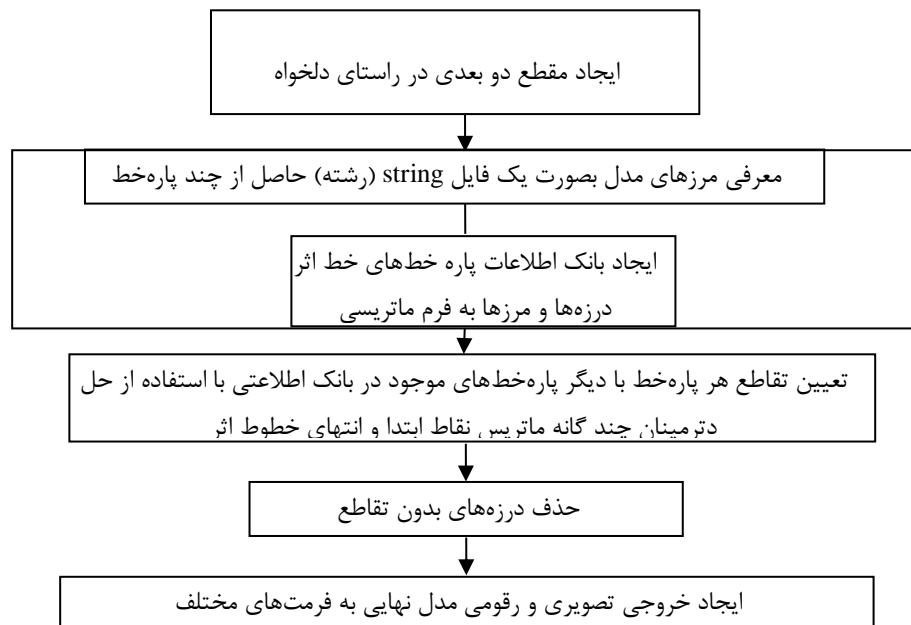 ایجاد مقطع دو بعدی در راستای دلخواه
معرفی مرزهای مدل بصورت یک فایل string (رشته) حاصل از چند پاره‌خط
ایجاد بانک اطلاعات پاره خط‌های خط اثر
درزه‌ها و مرزها به فرم ماتریسی
تعیین تقاطع هر پاره‌خط با دیگر پاره‌خط‌های موجود در بانک اطلاعتی با استفاده از حل
دترمینان چند گانه ماتریس نقاط ابتدا و انتهای خطوط اثر
حذف درزه‌های بدون تقاطع
ایجاد خروجی تصویری و رقومی مدل نهایی به فرمت‌های مختلف